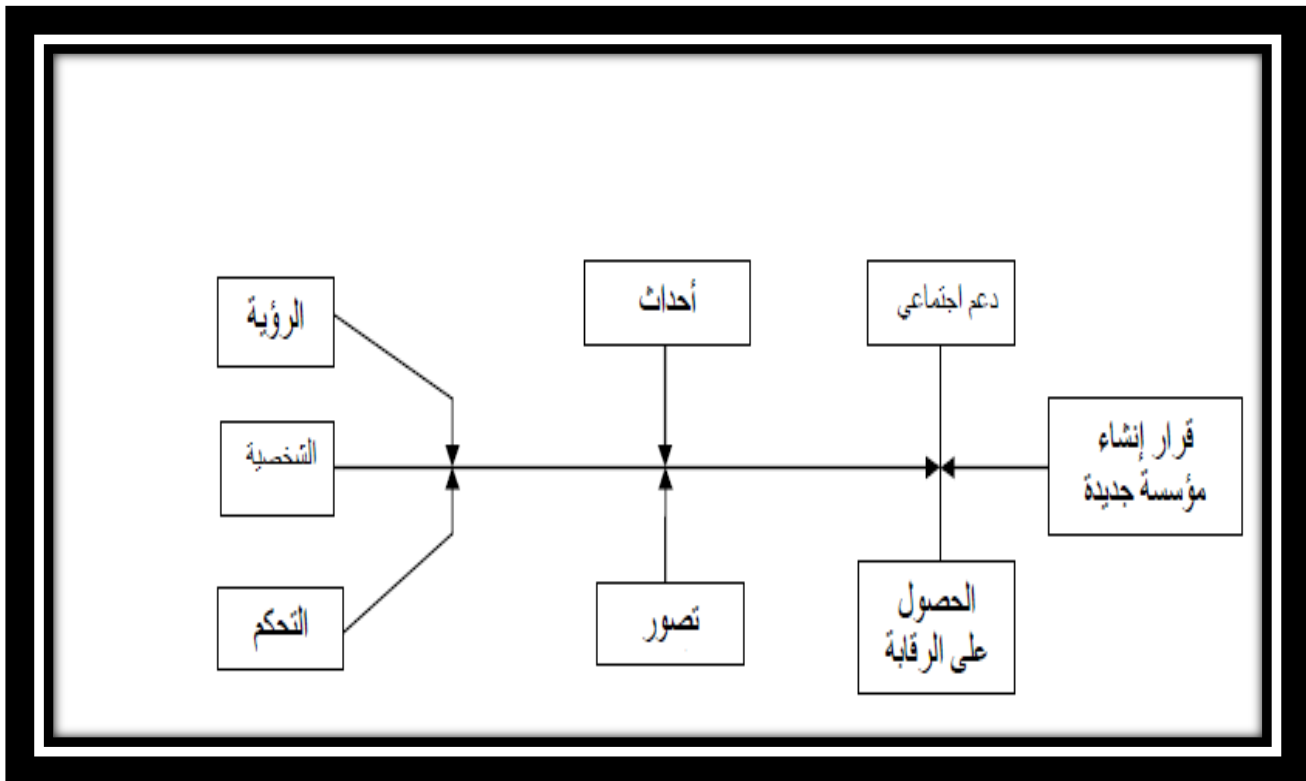 دعم اجتماعي
أحداث
الرؤية
قرار إنشاء
مؤسسة جديدة
الشخصية
الحصول
على الرقابة
تصور
التحكم